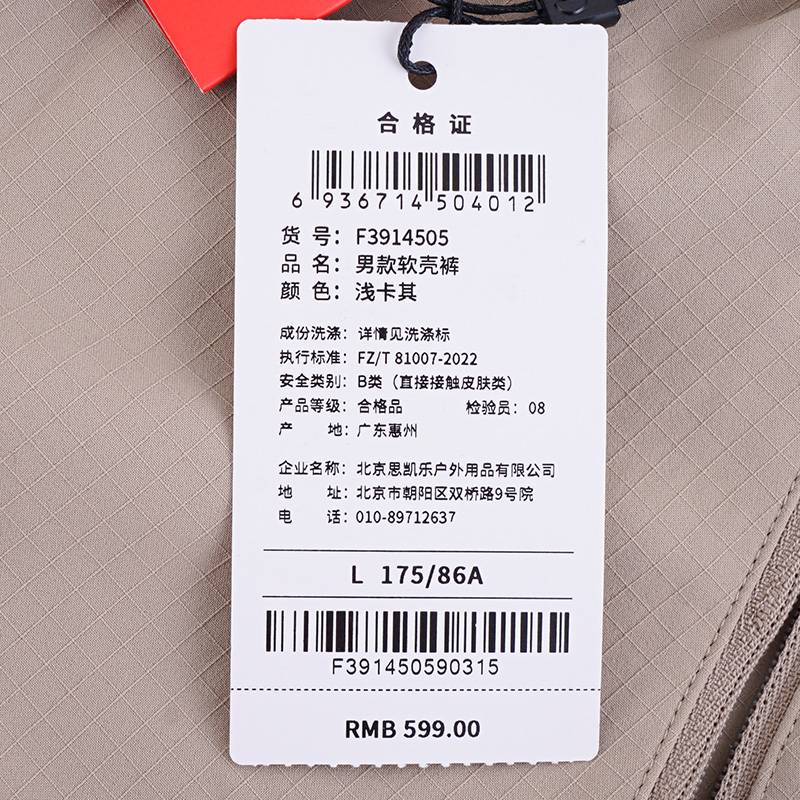 合格证
6 936714 504012
货 号：F3914505
品 名：男款软壳裤
颜 色：浅卡其
成份洗涤：详情见洗涤标
执行标准：FZ/T 81007-2022
安全类别：B类（直接接触皮肤类）
产品等级：合格品 检验员：08
产 地：广东惠州
企业名称：北京思凯乐户外用品有限公司
地 址：北京市朝阳区双桥路9号院
电 话：010-89712637
L 175/86A
F391450590315
RMB 599.00